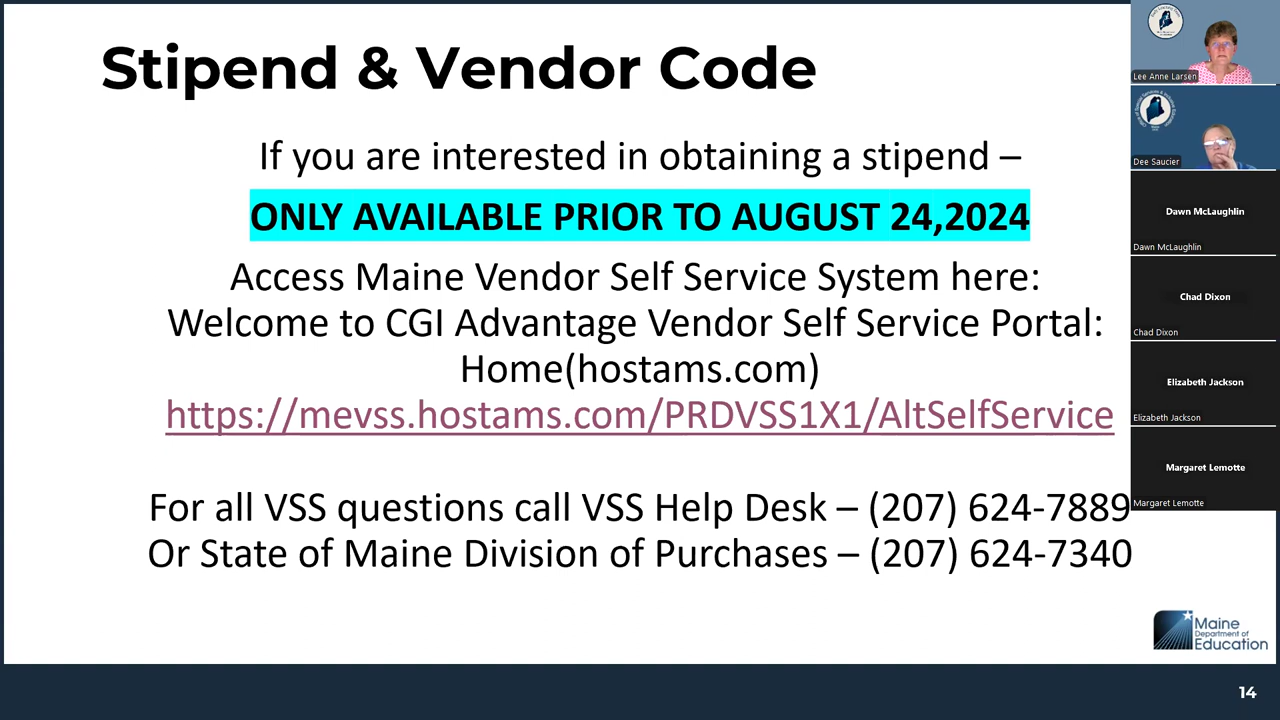 Stipend & Vendor Code
If you are interested in obtaining a stipend –
ONLY AVAILABLE PRIOR TO AUGUST 24,2024
Access Maine Vendor Self Service System here:
Welcome to CGI Advantage Vendor Self Service Portal:
Home(hostams.com)
https://mevss.hostams.com/PRDVSS1X1/AltSelfService
For all VSS questions call VSS Help Desk – (207) 624-7889
Or State of Maine Division of Purchases – (207) 624-7340
Maine
Department of
Education
14
Lee Anne Larsen
Dee Saucier
Dawn McLaughlin
Dawn McLaughlin
Chad Dixon
Chad Dixon
Elizabeth Jackson
Elizabeth Jackson
Margaret Lemotte
Margaret Lemotte